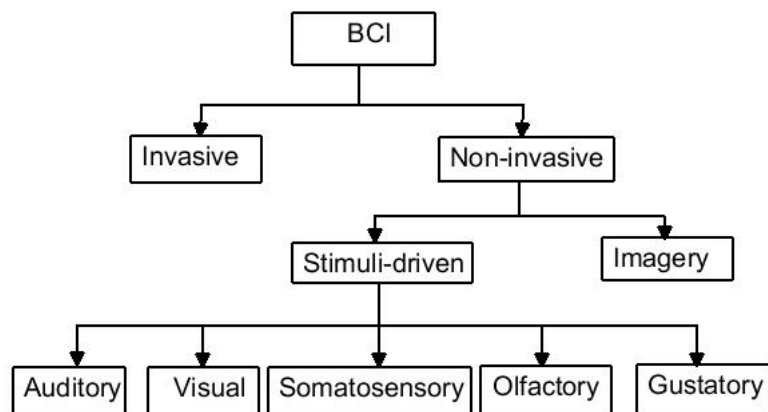 BCI
Invasive
Non-invasive
Stimuli-driven
Imagery
Auditory
Visual
Somatosensory
Olfactory
Gustatory